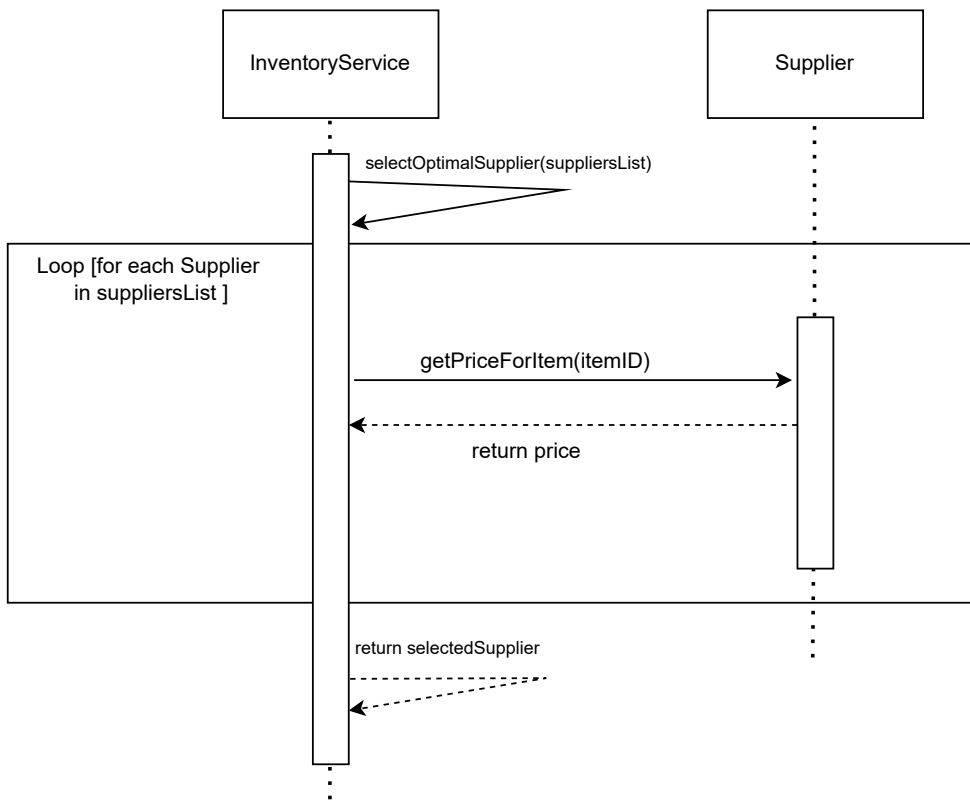 InventoryService
Supplier
selectOptimalSupplier(suppliersList)
Loop [for each Supplier
in suppliersList ]
getPriceForItem(itemID)
return price
return selectedSupplier